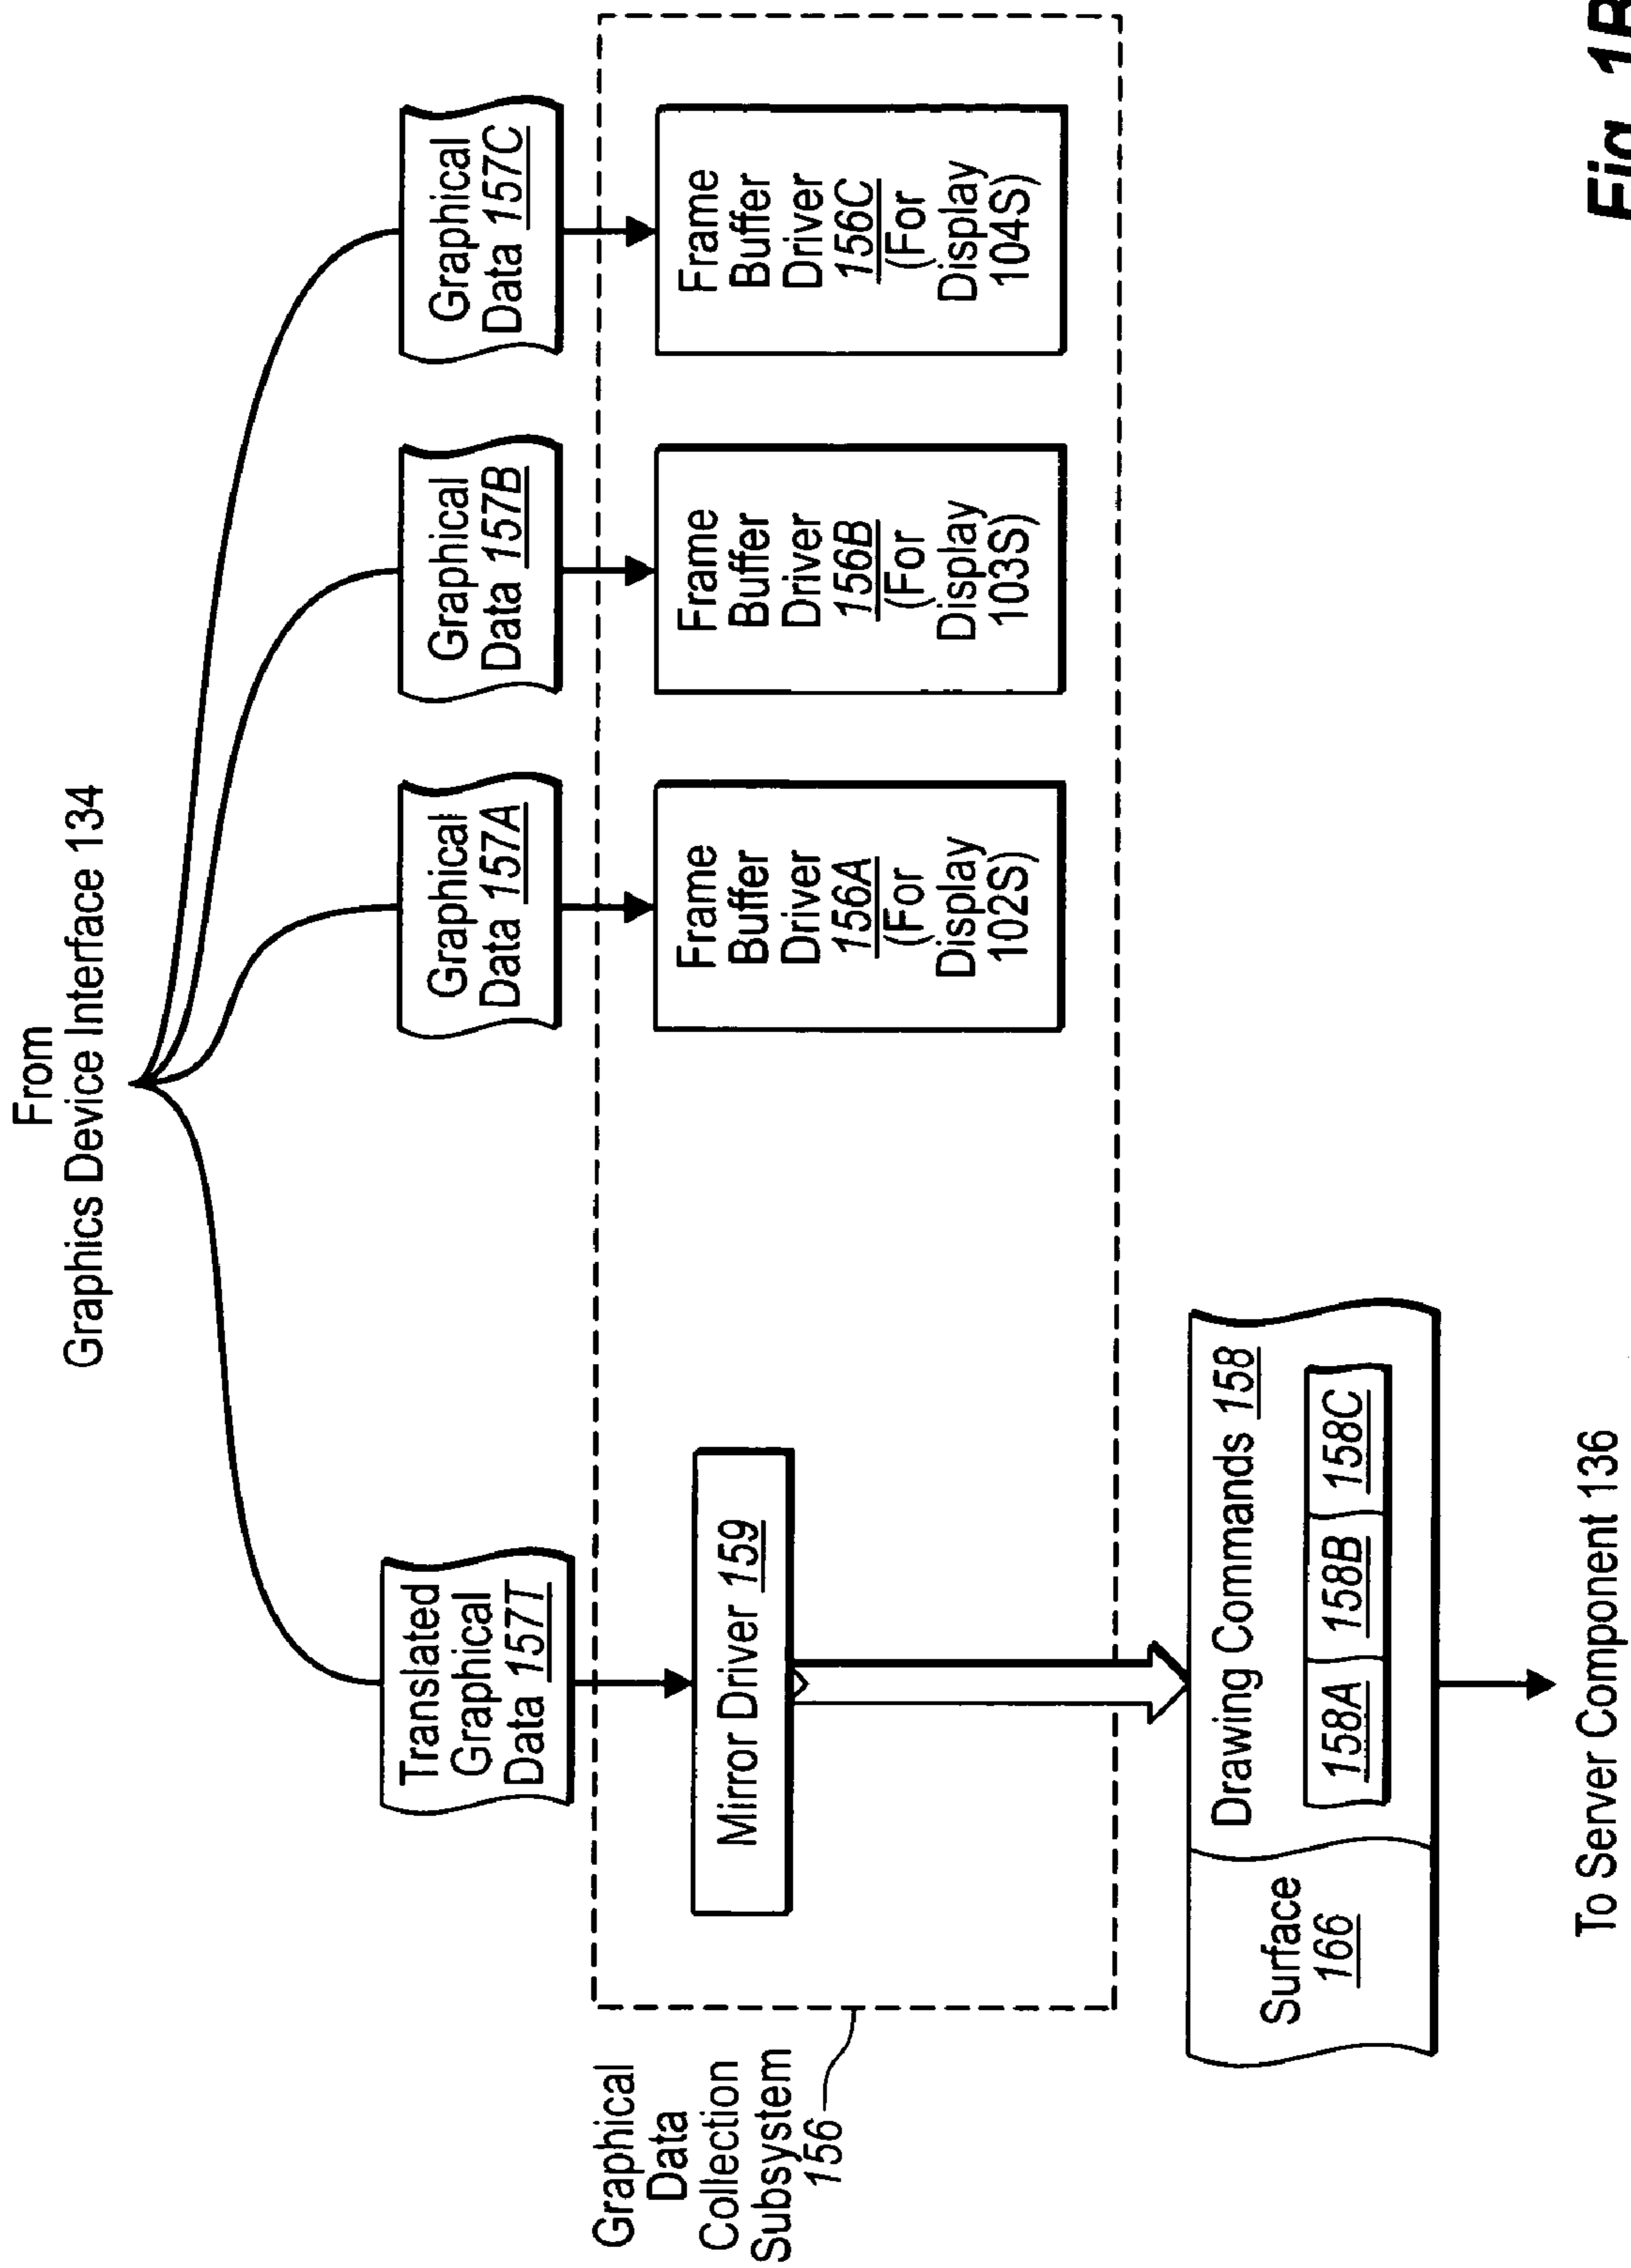 From
Graphics Device Interface 134
Translated
Graphical
Data 157T
Graphical
Data 157A
Graphical
Data 157B
Graphical
Data 157C
Graphical
Data
Collection
Subsystem
156
Mirror Driver 159
Frame
Buffer
Driver
156A
(For
Display
102S)
Frame
Buffer
Driver
156B
(For
Display
103S)
Frame
Buffer
Driver
156C
(For
Display
104S)
Surface
166
Drawing Commands 158
158A 158B 158C
To Server Component 136
Fig. 1B